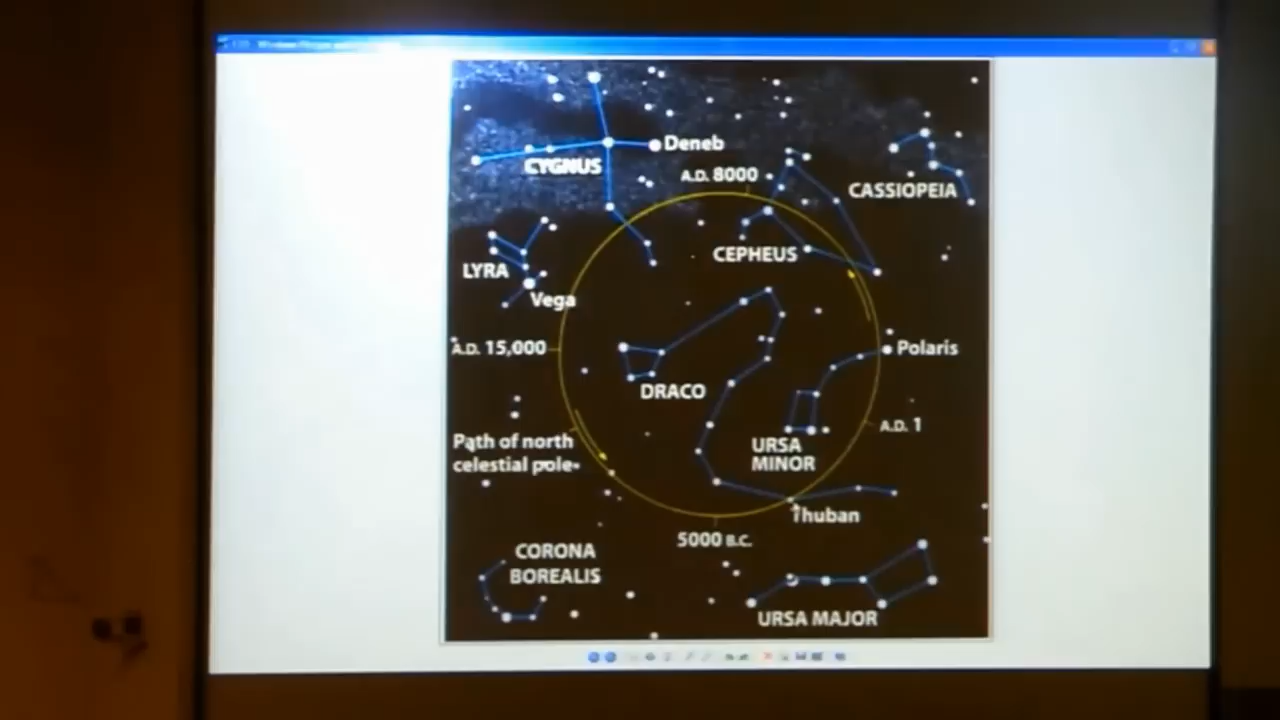 Deneb
CYGNUS
A.D. 8000
CASSIOPEIA
CEPHEUS
LYRA
Vega
A.D. 15,000
Polaris
DRACO
A.D. 1
Path of north
celestial pole
URSA
MINOR
Thuban
5000 B.C.
CORONA
BOREALIS
URSA MAJOR